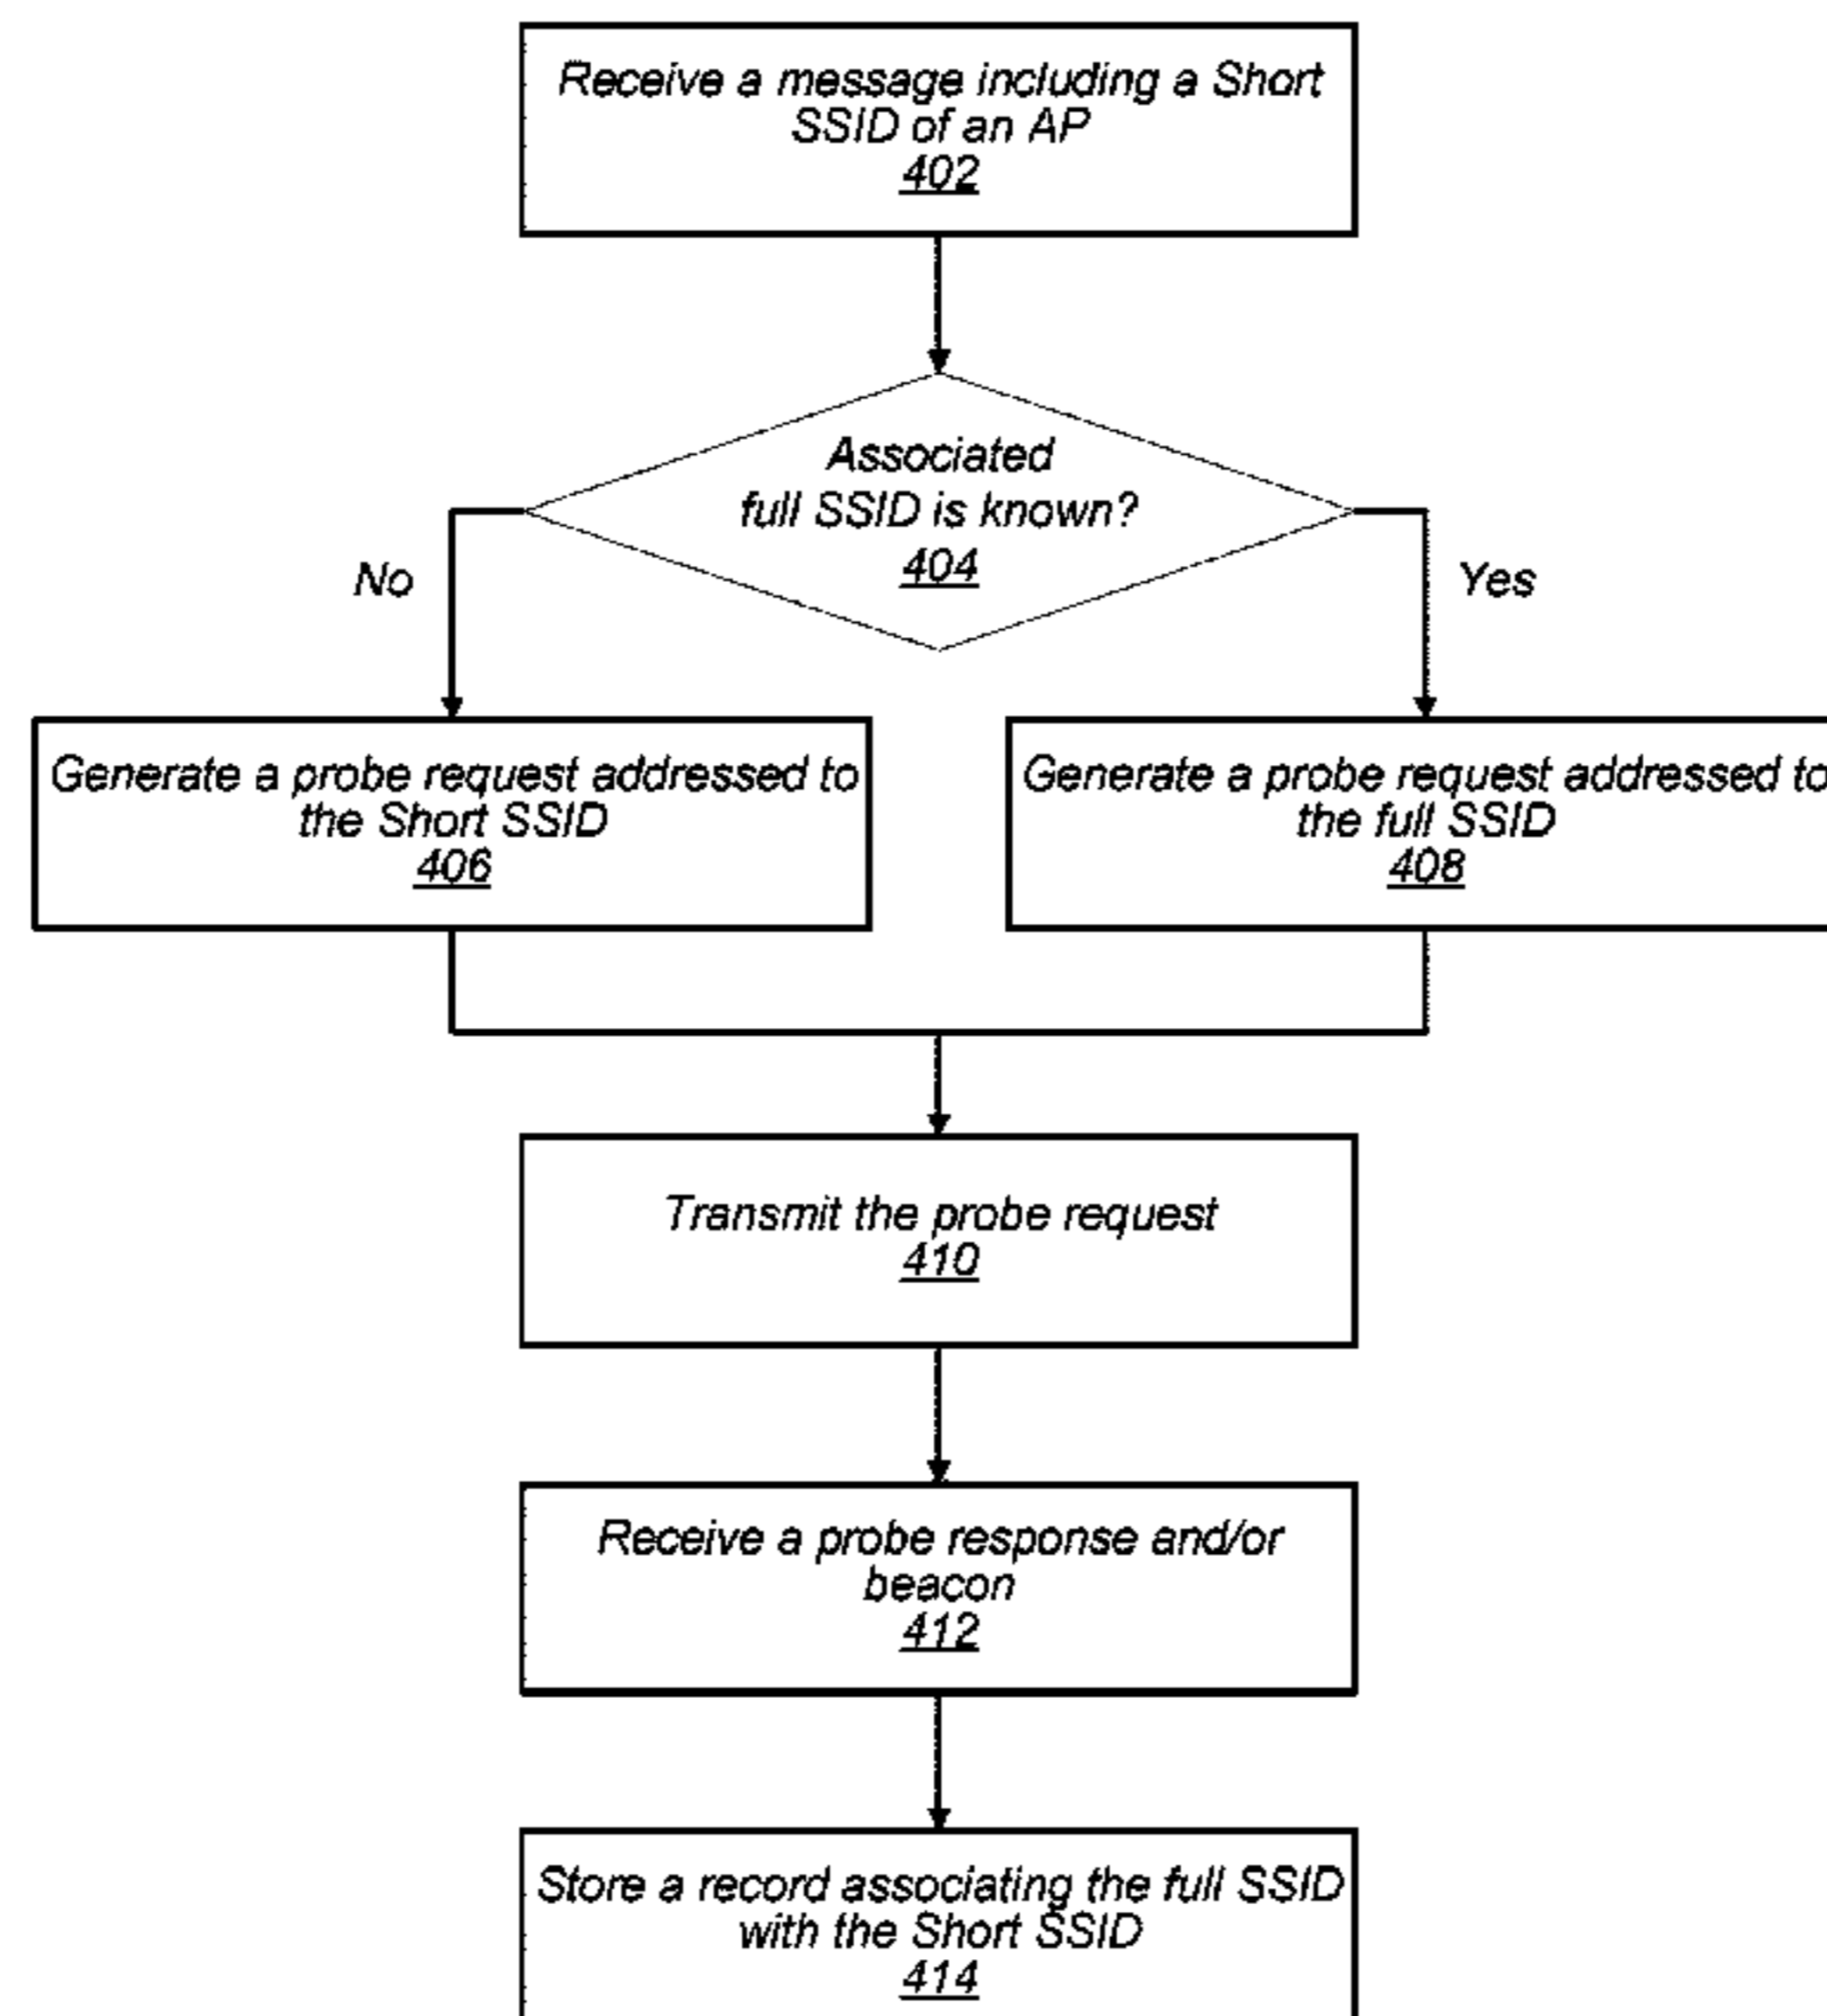 Receive a message including a Short
SSID of an AP
402
Associated
full SSID is known?
404
No
Yes
Generate a probe request addressed to
the Short SSID
406
Generate a probe request addressed to
the full SSID
408
Transmit the probe request
410
Receive a probe response and/or
beacon
412
Store a record associating the full SSID
with the Short SSID
414